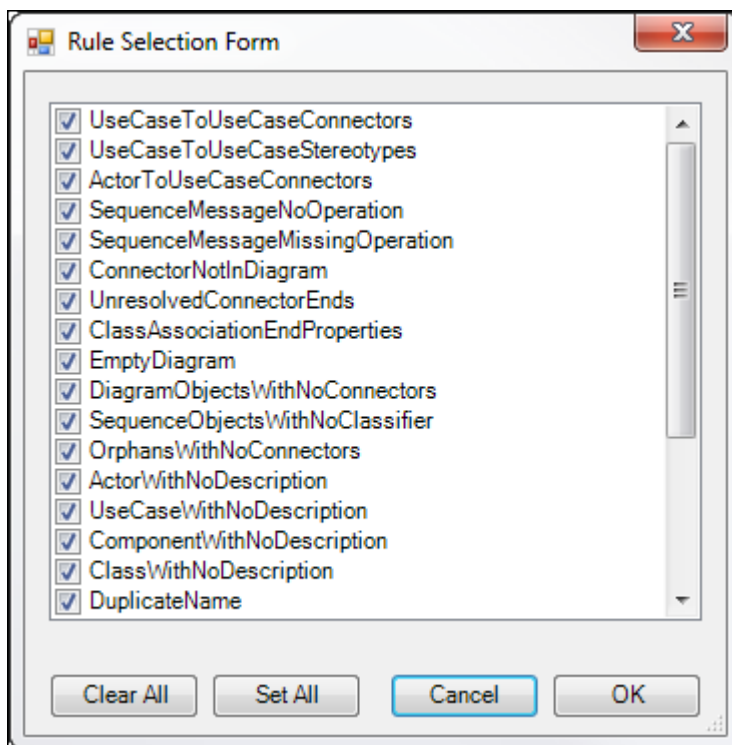 Rule Selection Form
UseCaseToUseCaseConnectors
UseCaseToUseCaseStereotypes
ActorToUseCaseConnectors
SequenceMessageNoOperation
SequenceMessageMissingOperation
ConnectorNotInDiagram
UnresolvedConnectorEnds
ClassAssociationEndProperties
EmptyDiagram
DiagramObjectsWithNoConnectors
SequenceObjectsWithNoClassifier
OrphansWithNoConnectors
ActorWithNoDescription
UseCaseWithNoDescription
ComponentWithNoDescription
ClassWithNoDescription
DuplicateName
Clear All Set All Cancel OK